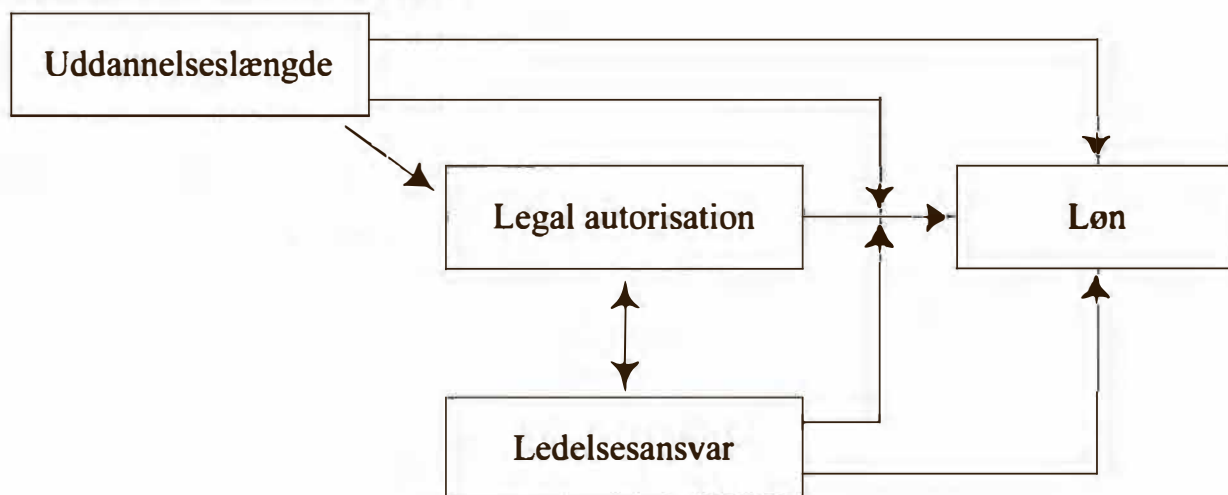 Uddannelseslængde
Legal autorisation
Løn
Ledelsesansvar